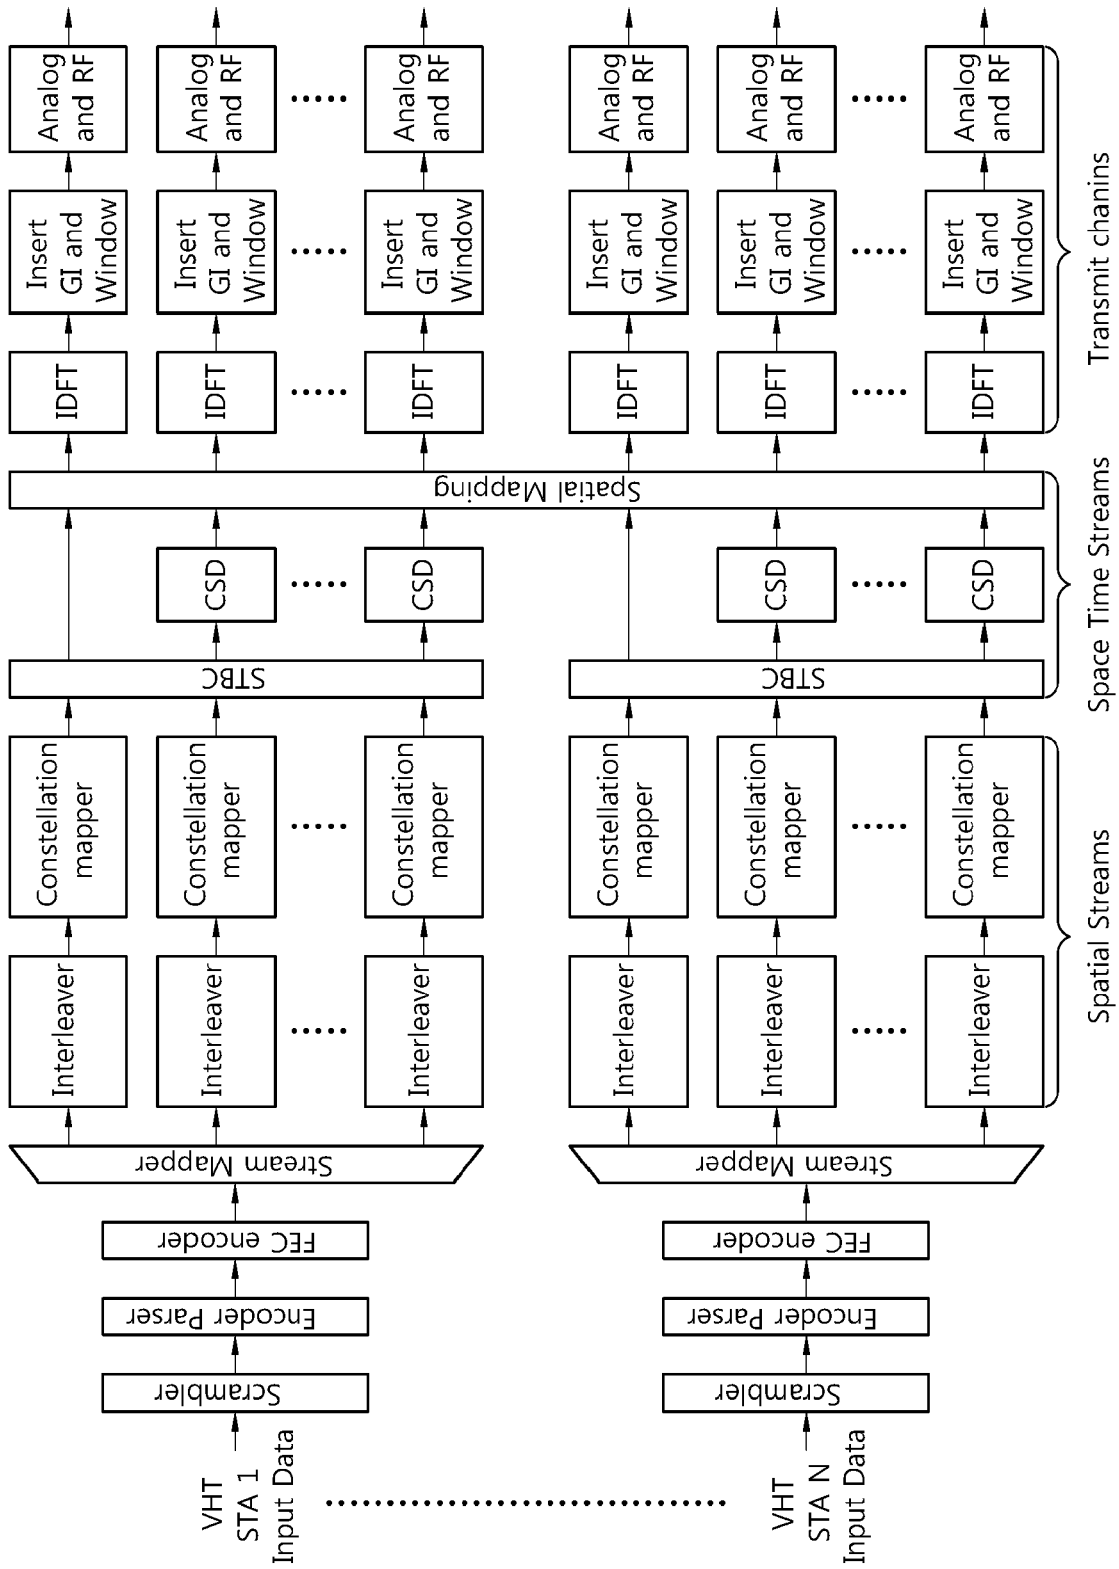 VHT
STA 1
Input Data
Scrambler
Encoder Parser
FEC encoder
Stream Mapper
Interleaver
Constellation
mapper
Interleaver
Constellation
mapper
Interleaver
Constellation
mapper
STBC
CSD
CSD
VHT
STA N
Input Data
Scrambler
Encoder Parser
FEC encoder
Stream Mapper
Interleaver
Constellation
mapper
Interleaver
Constellation
mapper
Interleaver
Constellation
mapper
STBC
CSD
CSD
Spatial Mapping
IDFT
Insert
GI and
Window
Analog
and RF
IDFT
Insert
GI and
Window
Analog
and RF
IDFT
Insert
GI and
Window
Analog
and RF
IDFT
Insert
GI and
Window
Analog
and RF
IDFT
Insert
GI and
Window
Analog
and RF
IDFT
Insert
GI and
Window
Analog
and RF
Spatial Streams
Space Time Streams
Transmit chanins